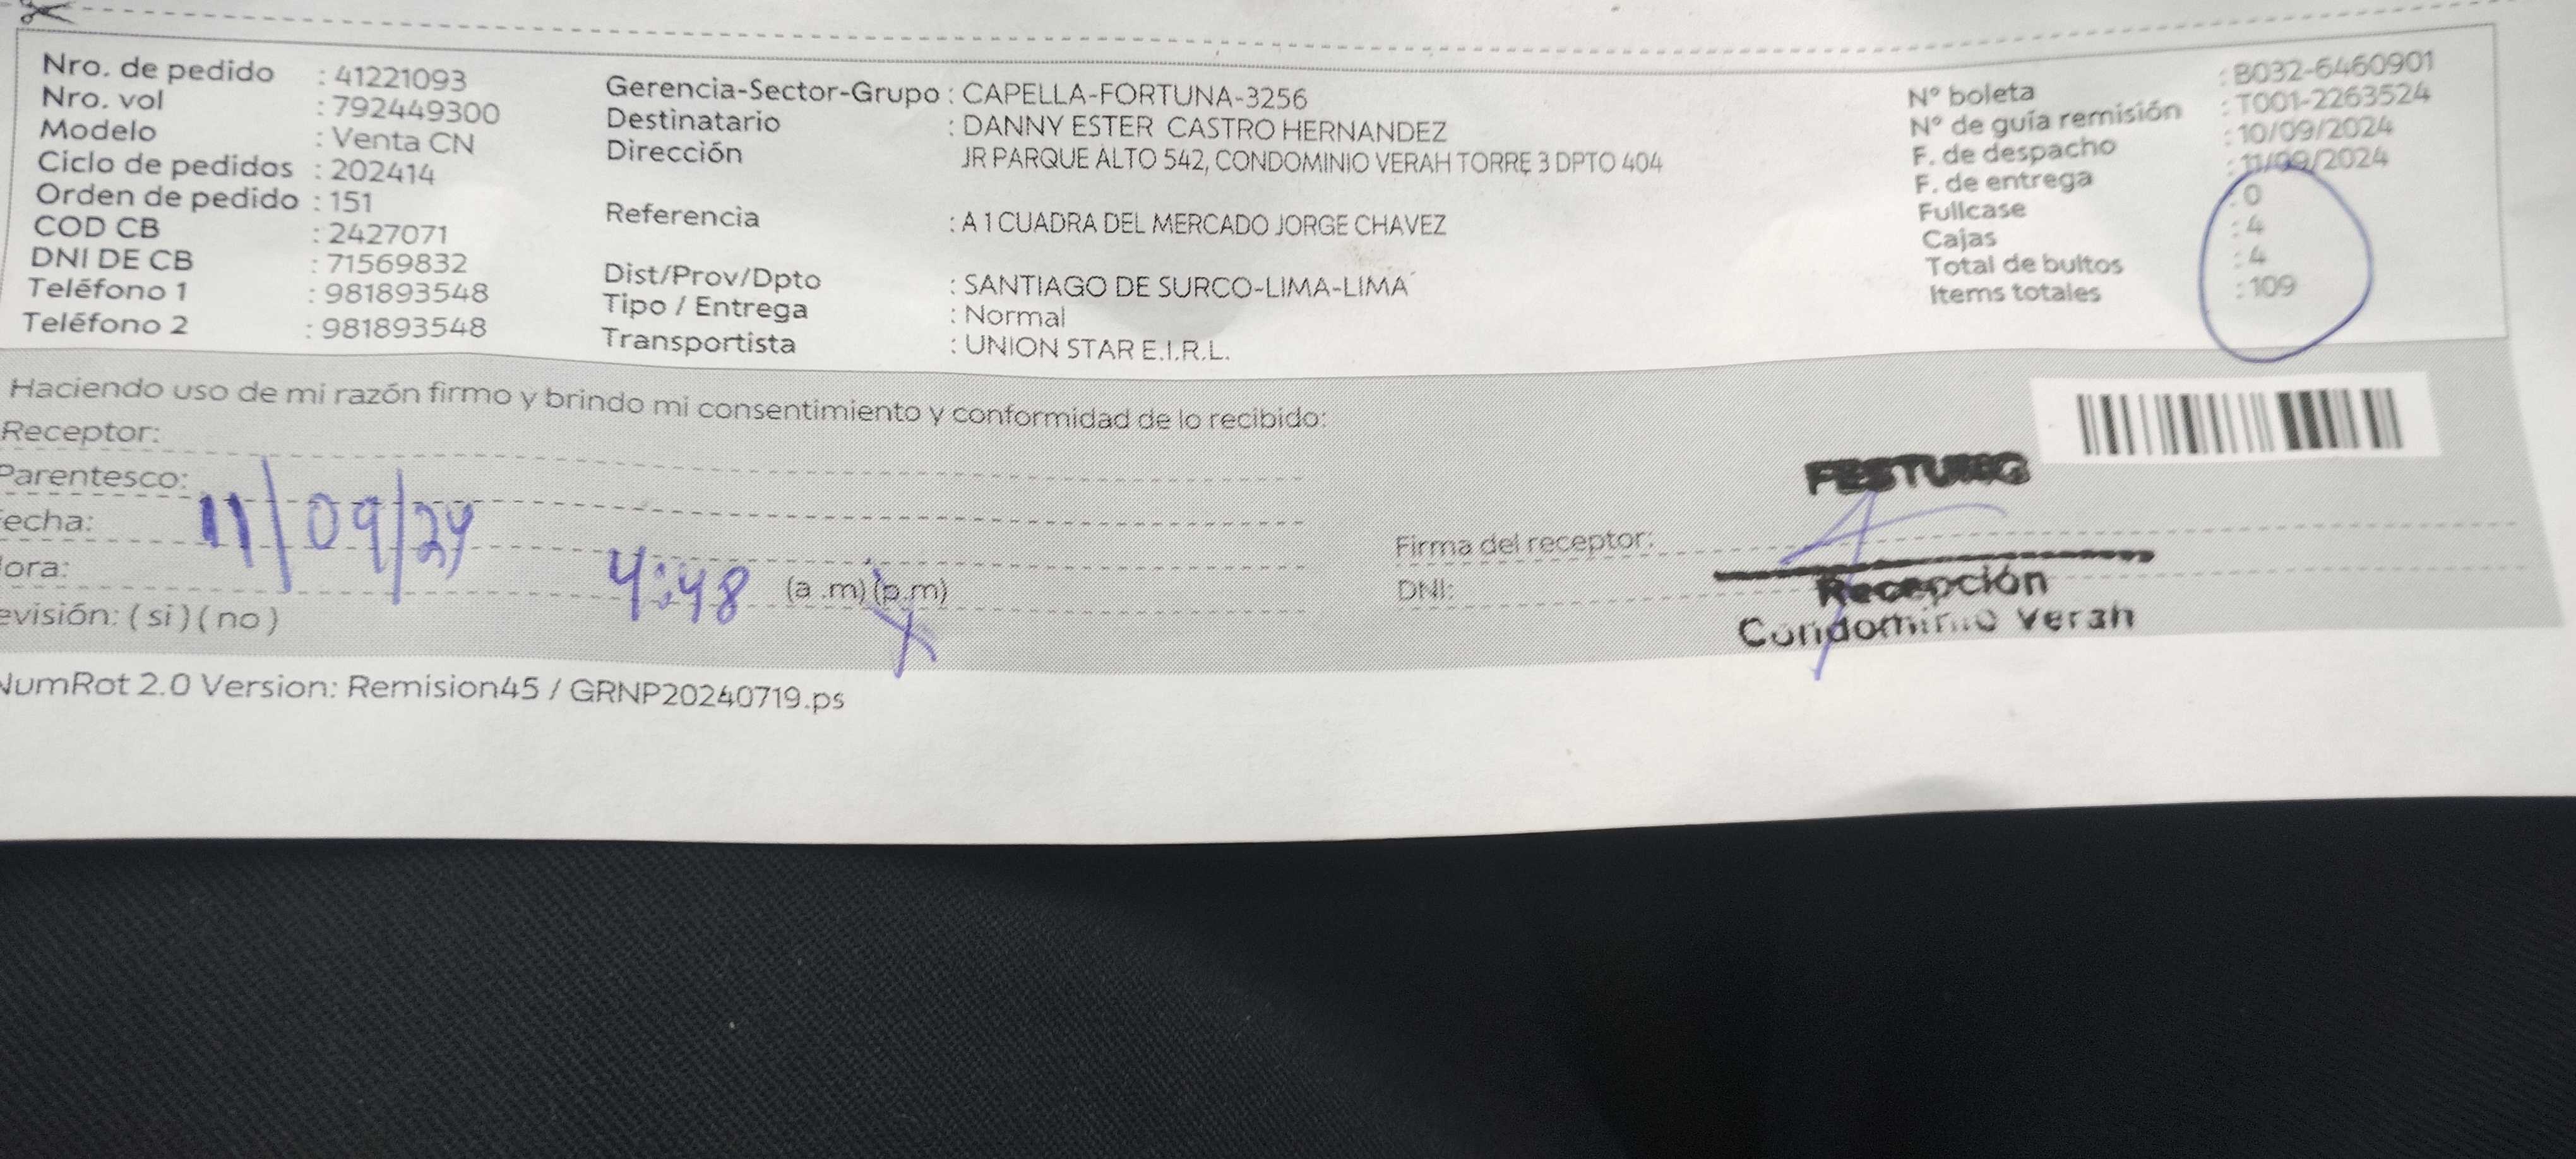 Nro. de pedido : 41221093
Nro. vol : 792449300
Modelo : Venta CN
Ciclo de pedidos : 202414
Orden de pedido : 151
COD CB : 2427071
DNI DE CB : 71569832
Teléfono 1 : 981893548
Teléfono 2 : 981893548
Gerencia-Sector-Grupo : CAPELLA-FORTUNA-3256
Destinatario : DANNY ESTER CASTRO HERNANDEZ
Dirección JR PARQUE ALTO 542, CONDOMINIO VERAH TORRE 3 DPTO 404
Referencia : A 1 CUADRA DEL MERCADO JORGE CHAVEZ
Dist/Prov/Dpto : SANTIAGO DE SURCO-LIMA-LIMA
Tipo / Entrega : Normal
Transportista : UNION STAR E.I.R.L.
N° boleta : B032-6460901
N° de guía remisión : T001-2263524
F. de despacho : 10/09/2024
F. de entrega : 11/09/2024
Fullcase : 0
Cajas : 4
Total de bultos : 4
Items totales : 109
Haciendo uso de mi razón firmo y brindo mi consentimiento y conformidad de lo recibido:
Receptor:
Parentesco:
echa: 11/09/24
ora: 4:48 (a .m) (p.m)
evisión: ( si ) ( no )
Firma del receptor:
DNI:
Recepción
Condominio Verah
NumRot 2.0 Version: Remision45 / GRNP20240719.ps